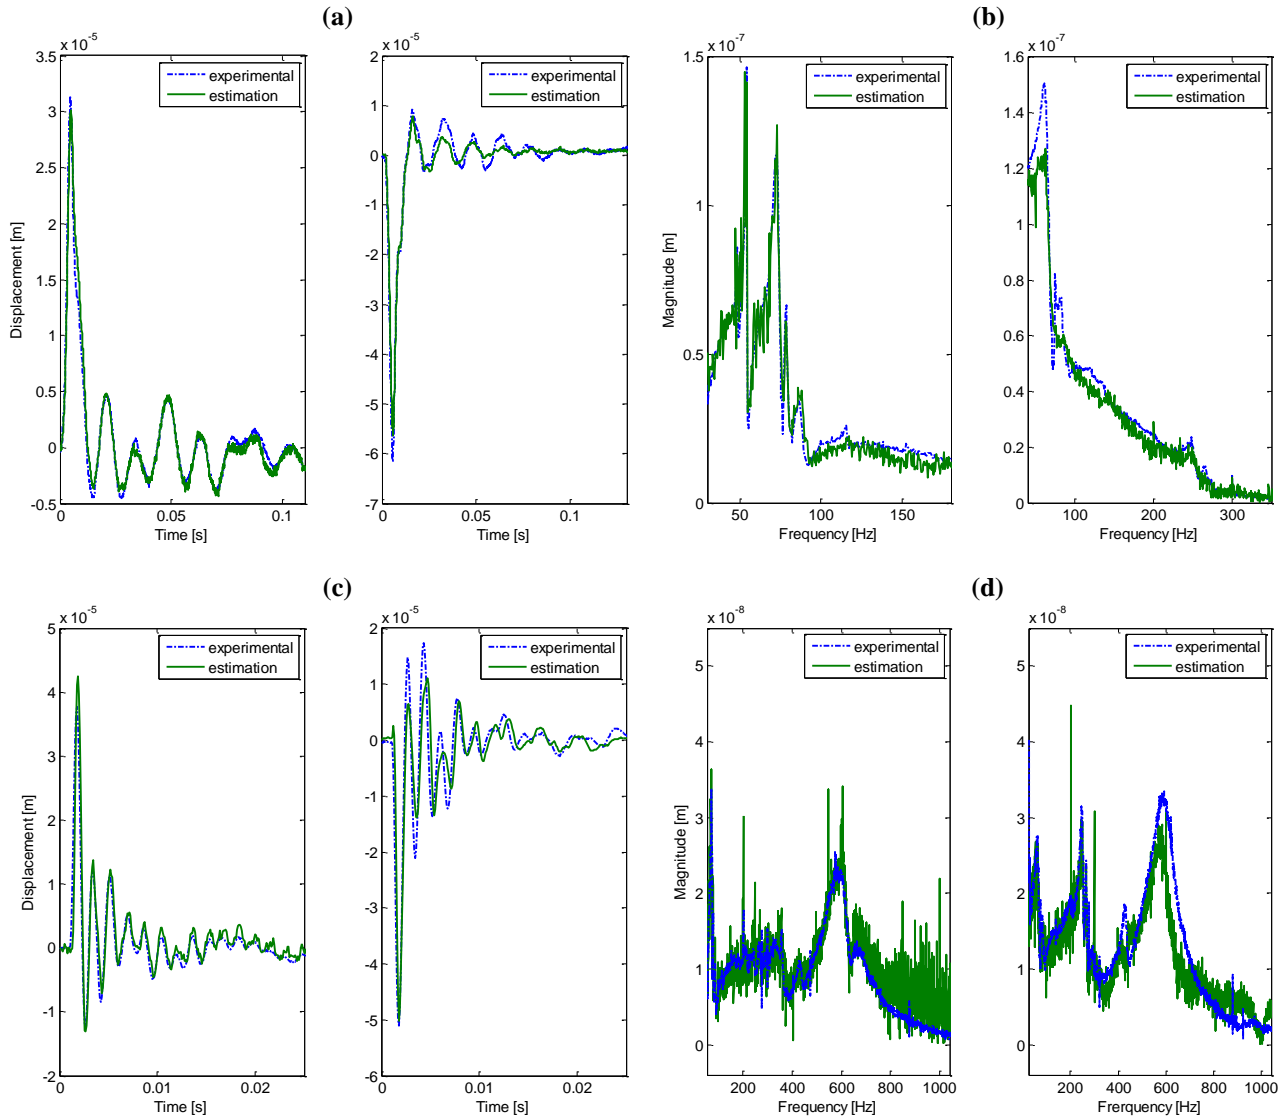 (a)
(b)
x 10^-5
3.5
3
2.5
2
1.5
1
0.5
0
-0.5
Displacement [m]
0
0.05
0.1
Time [s]
experimental
estimation
x 10^-5
2
1
0
-1
-2
-3
-4
-5
-6
-7
0
0.05
0.1
Time [s]
experimental
estimation
x 10^-7
1.5
1
0.5
0
Magnitude [m]
50
100
150
Frequency [Hz]
experimental
estimation
x 10^-7
1.6
1.4
1.2
1
0.8
0.6
0.4
0.2
0
100
200
300
Frequency [Hz]
experimental
estimation
(c)
(d)
x 10^-5
5
4
3
2
1
0
-1
-2
Displacement [m]
0
0.01
0.02
Time [s]
experimental
estimation
x 10^-5
2
1
0
-1
-2
-3
-4
-5
-6
0
0.01
0.02
Time [s]
experimental
estimation
x 10^-8
5
4
3
2
1
0
Magnitude [m]
200
400
600
800
1000
Frerquency [Hz]
experimental
estimation
x 10^-8
5
4
3
2
1
0
200
400
600
800
1000
Frequency [Hz]
experimental
estimation